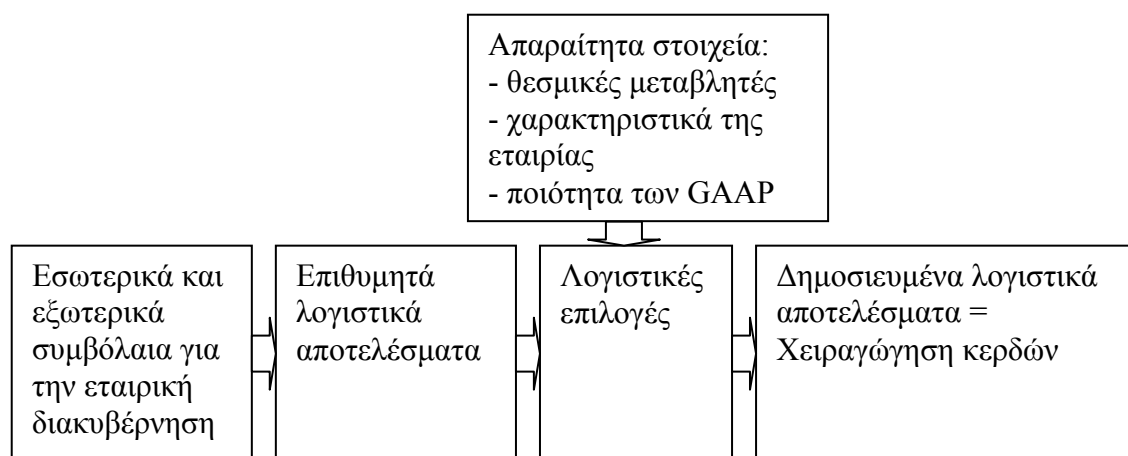 Απαραίτητα στοιχεία:
- θεσμικές μεταβλητές
- χαρακτηριστικά της
εταιρίας
- ποιότητα των GAAP
Εσωτερικά και
εξωτερικά
συμβόλαια για
την εταιρική
διακυβέρνηση
Επιθυμητά
λογιστικά
αποτελέσματα
Λογιστικές
επιλογές
Δημοσιευμένα λογιστικά
αποτελέσματα =
Χειραγώγηση κερδών